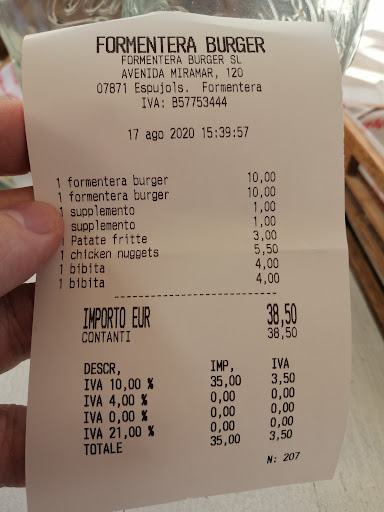 FORMENTERA BURGER
FORMENTERA BURGER SL
AVENIDA MIRAMAR, 120
07871 Espujols. Formentera
IVA: B57753444
17 ago 2020 15:39:57
1 formentera burger 10,00
1 formentera burger 10,00
1 supplemento 1,00
supplemento 1,00
1 Patate fritte 3,00
1 chicken nuggets 5,50
1 bibita 4,00
1 bibita 4,00
IMPORTO EUR 38,50
CONTANTI 38,50
DESCR, IMP, IVA
IVA 10,00 % 35,00 3,50
IVA 4,00 % 0,00 0,00
IVA 0,00 % 0,00 0,00
IVA 21,00 % 0,00 0,00
TOTALE 35,00 3,50
N: 207